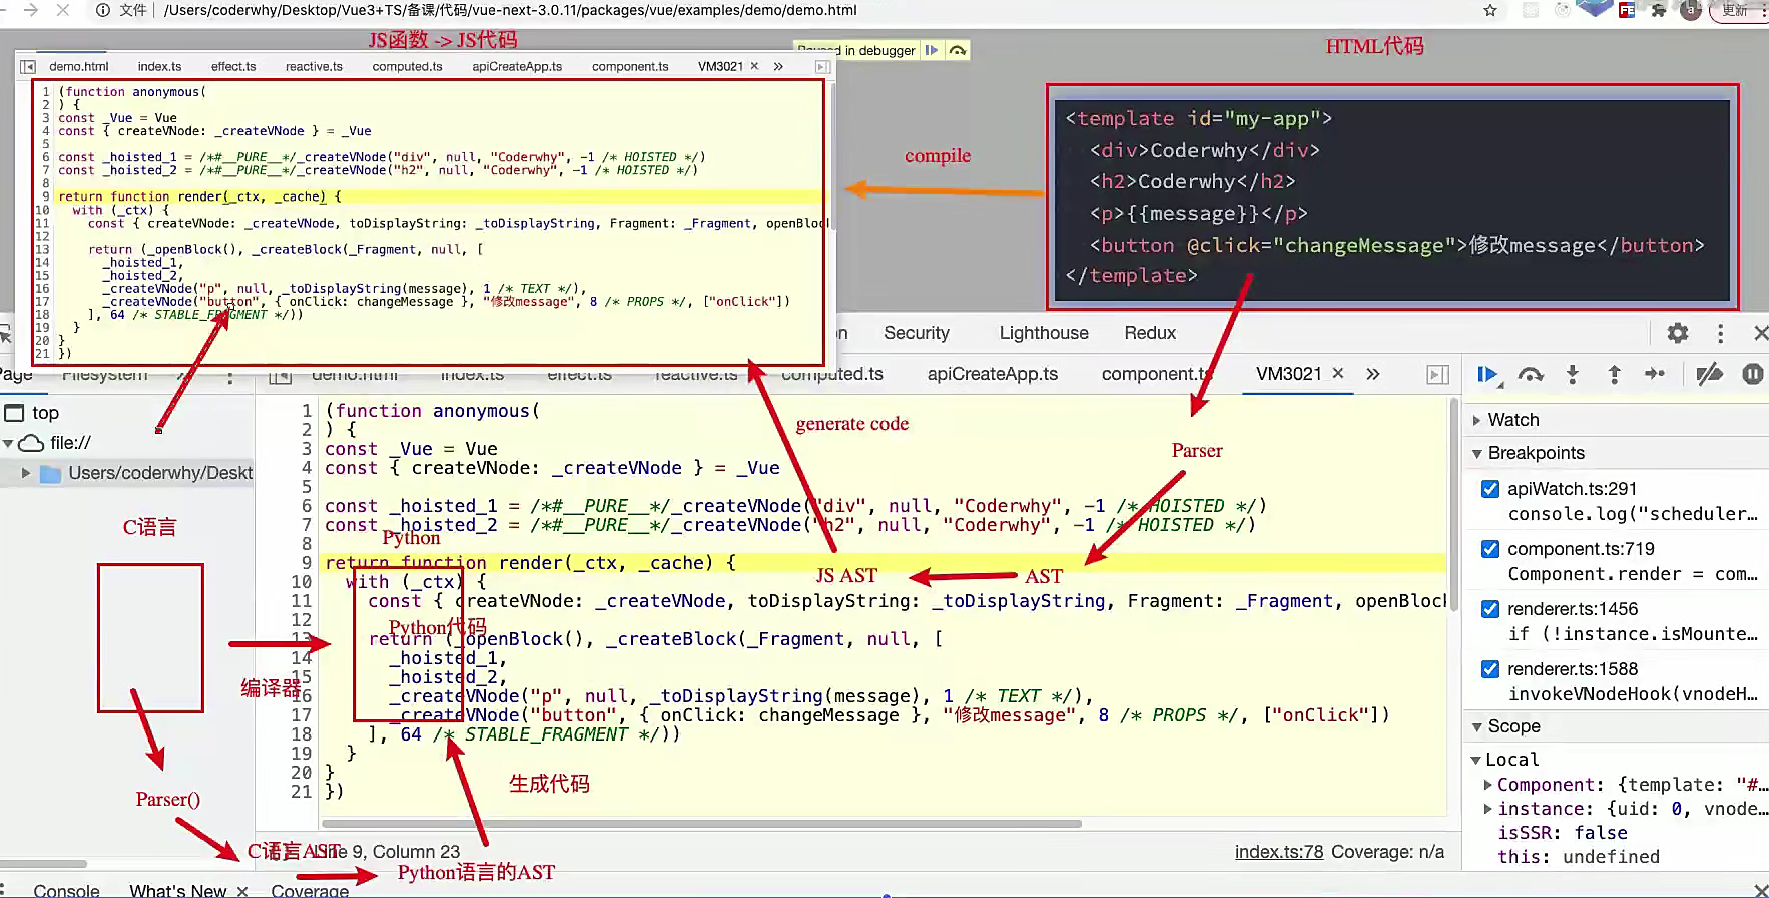 文件 /Users/coderwhy/Desktop/Vue3+TS/备课/代码/vue-next-3.0.11/packages/vue/examples/demo/demo.html
更新
JS函数 -> JS代码
HTML代码
Paused in debugger
demo.html index.ts effect.ts reactive.ts computed.ts apiCreateApp.ts component.ts VM3021 × »
1 (function anonymous(
2 ) {
3 const _Vue = Vue
4 const { createVNode: _createVNode } = _Vue
5
6 const _hoisted_1 = /*#__PURE__*/_createVNode("div", null, "Coderwhy", -1 /* HOISTED */)
7 const _hoisted_2 = /*#__PURE__*/_createVNode("h2", null, "Coderwhy", -1 /* HOISTED */)
8
9 return function render(_ctx, _cache) {
10 with (_ctx) {
11 const { createVNode: _createVNode, toDisplayString: _toDisplayString, Fragment: _Fragment, openBlo
12
13 return (_openBlock(), _createBlock(_Fragment, null, [
14 _hoisted_1,
15 _hoisted_2,
16 _createVNode("p", null, _toDisplayString(message), 1 /* TEXT */),
17 _createVNode("button", { onClick: changeMessage }, "修改message", 8 /* PROPS */, ["onClick"])
18 ], 64 /* STABLE_FRAGMENT */))
19 }
20 }
21 })
compile
<template id="my-app">
<div>Coderwhy</div>
<h2>Coderwhy</h2>
<p>{{message}}</p>
<button @click="changeMessage">修改message</button>
</template>
n Security Lighthouse Redux
Page Filesystem
demo.html index.ts effect.ts reactive.ts computed.ts apiCreateApp.ts component.ts VM3021 × »
top
file://
Users/coderwhy/Deskt
1 (function anonymous(
2 ) {
3 const _Vue = Vue
4 const { createVNode: _createVNode } = _Vue
5
6 const _hoisted_1 = /*#__PURE__*/_createVNode("div", null, "Coderwhy", -1 /* HOISTED */)
7 const _hoisted_2 = /*#__PURE__*/_createVNode("h2", null, "Coderwhy", -1 /* HOISTED */)
8
9 return function render(_ctx, _cache) {
10 with (_ctx) {
11 const { createVNode: _createVNode, toDisplayString: _toDisplayString, Fragment: _Fragment, openBlock
12
13 return (_openBlock(), _createBlock(_Fragment, null, [
14 _hoisted_1,
15 _hoisted_2,
16 _createVNode("p", null, _toDisplayString(message), 1 /* TEXT */),
17 _createVNode("button", { onClick: changeMessage }, "修改message", 8 /* PROPS */, ["onClick"])
18 ], 64 /* STABLE_FRAGMENT */))
19 }
20 }
21 })
generate code
Parser
AST
JS AST
C语言
Python
Python代码
编译器
生成代码
Parser()
C语言AST
Python语言的AST
Line 9, Column 23
index.ts:78 Coverage: n/a
Console What's New × Coverage
Watch
Breakpoints
apiWatch.ts:291
console.log("scheduler…
component.ts:719
Component.render = com…
renderer.ts:1456
if (!instance.isMounte…
renderer.ts:1588
invokeVNodeHook(vnodeH…
Scope
Local
Component: {template: "#…
instance: {uid: 0, vnode…
isSSR: false
this: undefined